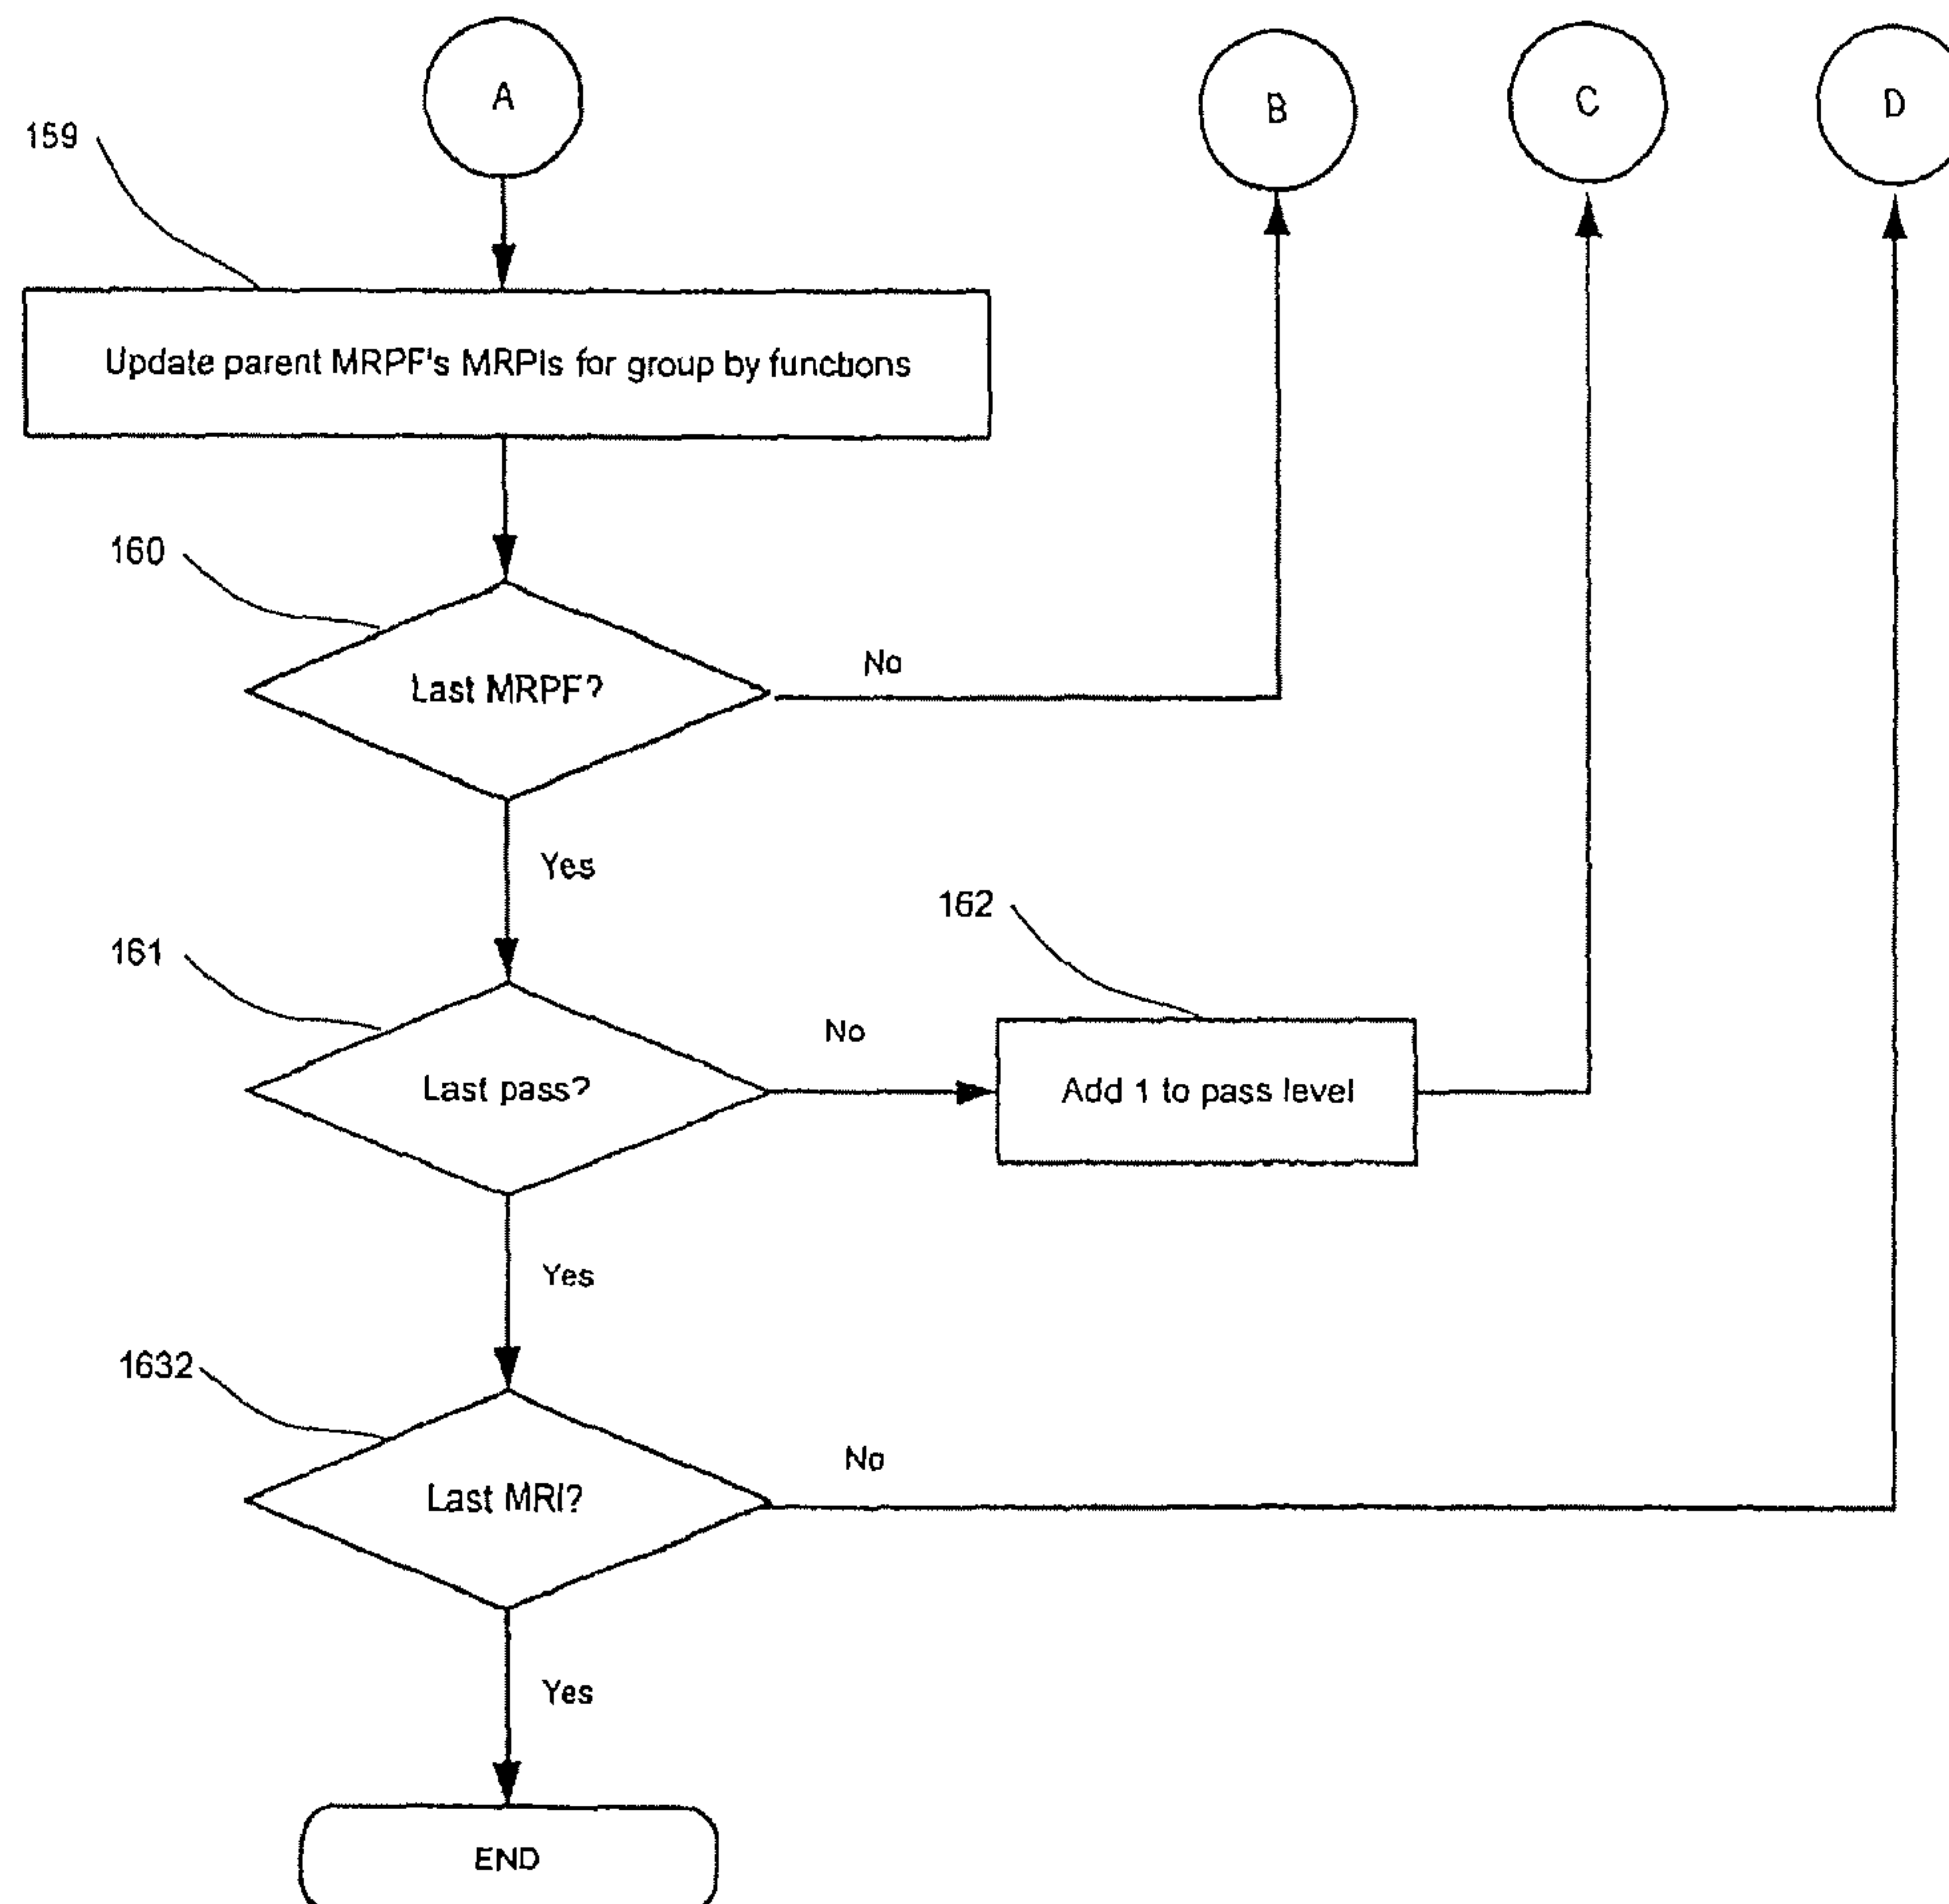 A
B
C
D
159
Update parent MRPF's MRPIs for group by functions
160
Last MRPF?
No
Yes
162
161
No
Last pass?
Add 1 to pass level
Yes
1632
No
Last MRI?
Yes
END